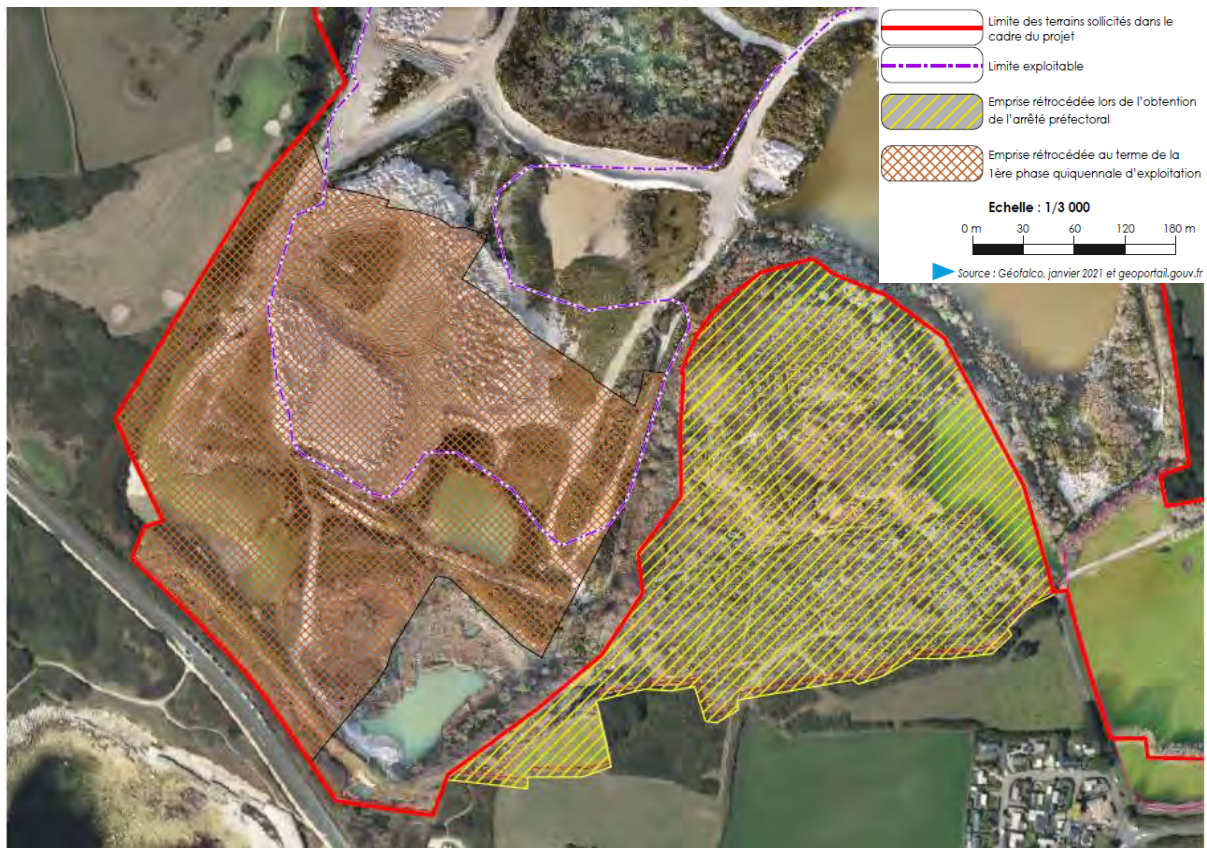 Limite des terrains sollicités dans le
cadre du projet
Limite exploitable
Emprise rétrocédée lors de l'obtention
de l'arrêté préfectoral
Emprise rétrocédée au terme de la
1ère phase quiquennale d'exploitation
Echelle : 1/3 000
0 m 30 60 120 180 m
Source : Géofalco, janvier 2021 et geoportail.gouv.fr